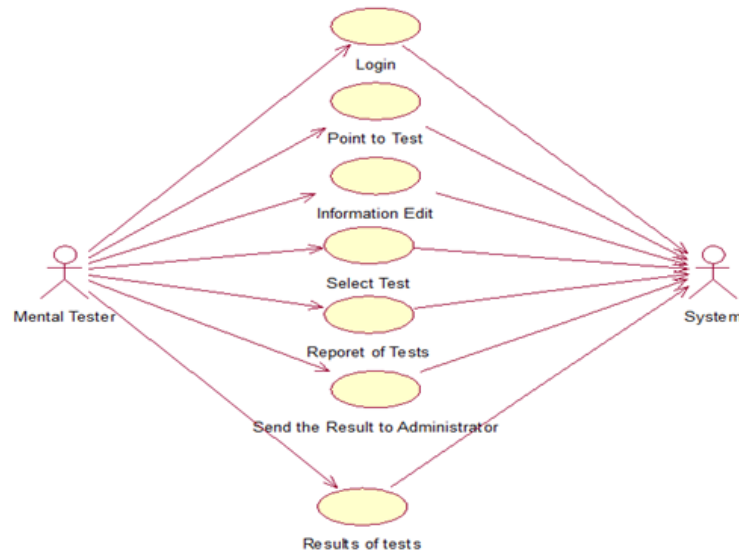 Login
Point to Test
Information Edit
Select Test
Mental Tester
System
Reporet of Tests
Send the Result to Administrator
Results of tests